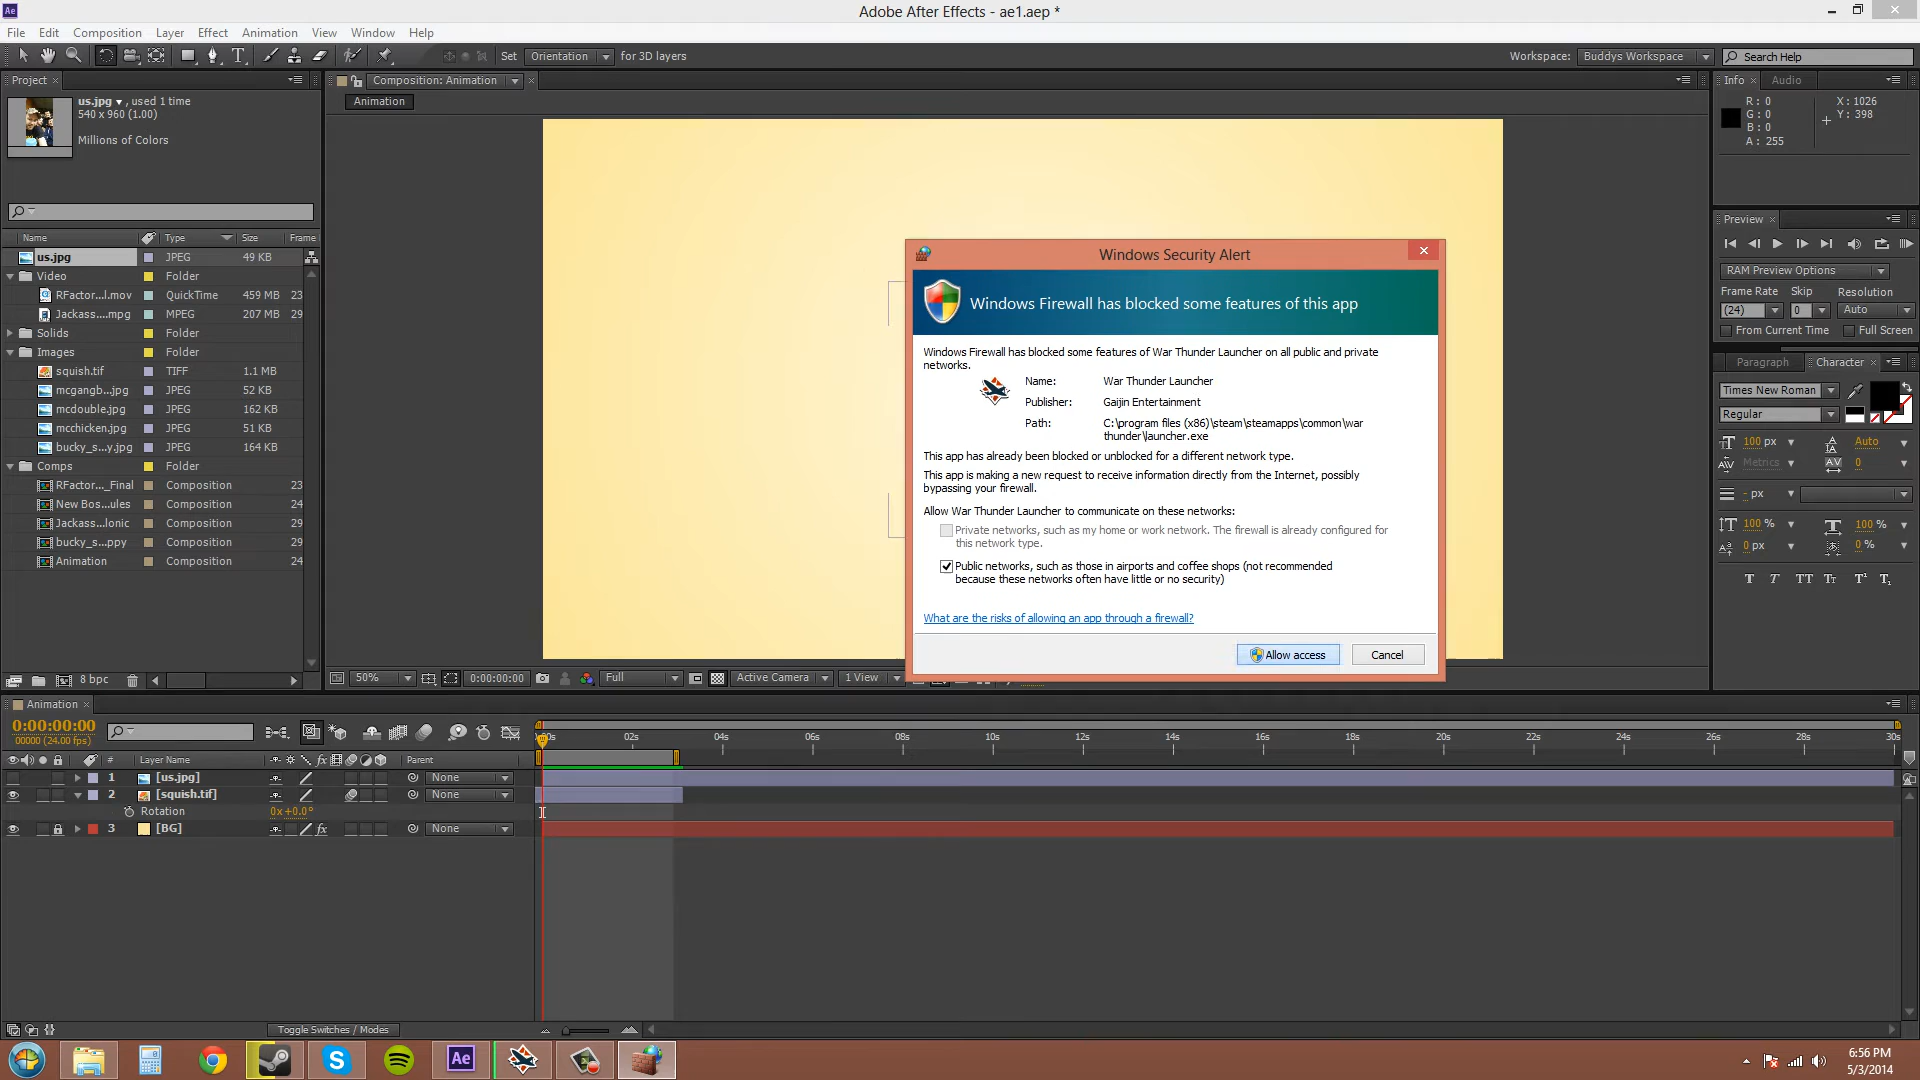 Ae
Adobe After Effects - ae1.aep *
File Edit Composition Layer Effect Animation View Window Help
Set Orientation for 3D layers
Workspace: Buddys Workspace Search Help
Project
us.jpg , used 1 time
540 x 960 (1.00)
Millions of Colors
Name Type Size Frame
us.jpg JPEG 49 KB
Video Folder
RFactor...l.mov QuickTime 459 MB 23
Jackass....mpg MPEG 207 MB 29
Solids Folder
Images Folder
squish.tif TIFF 1.1 MB
mcgangb...jpg JPEG 52 KB
mcdouble.jpg JPEG 162 KB
mcchicken.jpg JPEG 51 KB
bucky_s...y.jpg JPEG 164 KB
Comps Folder
RFactor..._Final Composition 23
New Bos...ules Composition 24
Jackass....lonic Composition 29
bucky_s...ppy Composition 29
Animation Composition 24
8 bpc
Composition: Animation
Animation
50% 0:00:00:00 Full Active Camera 1 View
Windows Security Alert
Windows Firewall has blocked some features of this app
Windows Firewall has blocked some features of War Thunder Launcher on all public and private
networks.
Name: War Thunder Launcher
Publisher: Gaijin Entertainment
Path: C:\program files (x86)\steam\steamapps\common\war
thunder\launcher.exe
This app has already been blocked or unblocked for a different network type.
This app is making a new request to receive information directly from the Internet, possibly
bypassing your firewall.
Allow War Thunder Launcher to communicate on these networks:
Private networks, such as my home or work network. The firewall is already configured for
this network type.
Public networks, such as those in airports and coffee shops (not recommended
because these networks often have little or no security)
What are the risks of allowing an app through a firewall?
Allow access Cancel
Info Audio
R: 0 X: 1026
G: 0 Y: 398
B: 0
A: 255
Preview
RAM Preview Options
Frame Rate Skip Resolution
(24) 0 Auto
From Current Time Full Screen
Paragraph Character
Times New Roman
Regular
100 px Auto
Metrics 0
- px
100 % 100 %
0 px 0 %
T T TT Tr T¹ T₁
Animation
0:00:00:00
00000 (24.00 fps)
00s 02s 04s 06s 08s 10s 12s 14s 16s 18s 20s 22s 24s 26s 28s 30s
# Layer Name fx Parent
1 [us.jpg] None
2 [squish.tif] None
Rotation 0x+0.0°
3 [BG] fx None
Toggle Switches / Modes
Ae
6:56 PM
5/3/2014